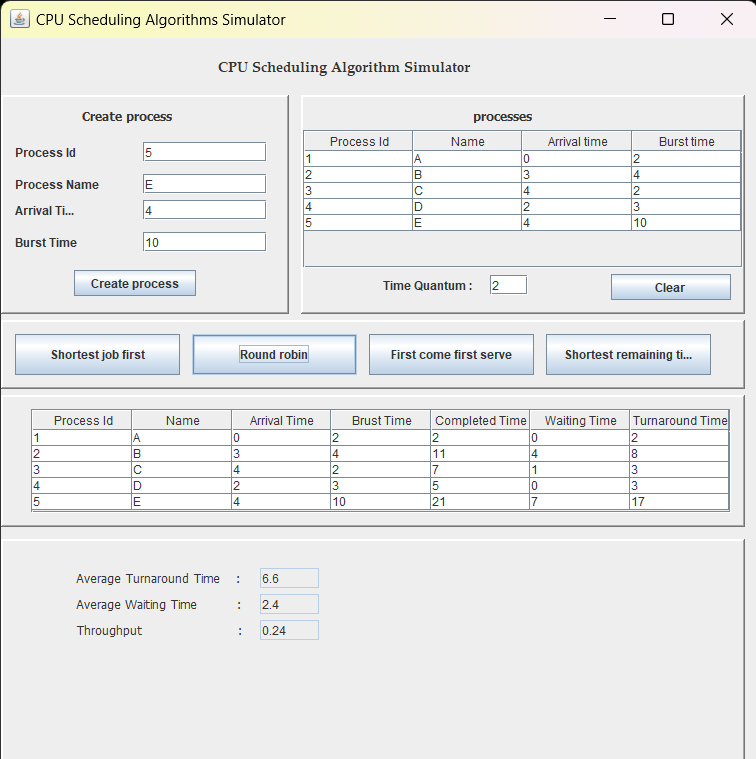 CPU Scheduling Algorithms Simulator
CPU Scheduling Algorithm Simulator
Create process
Process Id 5
Process Name E
Arrival Ti... 4
Burst Time 10
Create process
processes
Process Id Name Arrival time Burst time
1 A 0 2
2 B 3 4
3 C 4 2
4 D 2 3
5 E 4 10
Time Quantum : 2 Clear
Shortest job first Round robin First come first serve Shortest remaining ti...
Process Id Name Arrival Time Brust Time Completed Time Waiting Time Turnaround Time
1 A 0 2 2 0 2
2 B 3 4 11 4 8
3 C 4 2 7 1 3
4 D 2 3 5 0 3
5 E 4 10 21 7 17
Average Turnaround Time : 6.6
Average Waiting Time : 2.4
Throughput : 0.24